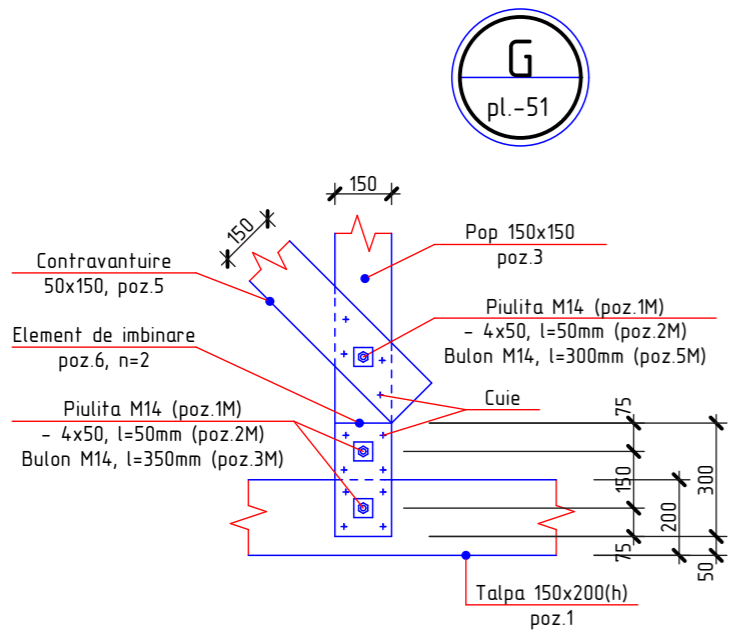 G
pl.-51
150
150
Contravantuire
50x150, poz.5
Pop 150x150
poz.3
Element de imbinare
poz.6, n=2
Piulita M14 (poz.1M)
- 4x50, l=50mm (poz.2M)
Bulon M14, l=300mm (poz.5M)
Piulita M14 (poz.1M)
- 4x50, l=50mm (poz.2M)
Bulon M14, l=350mm (poz.3M)
Cuie
75
150
75
300
200
50
Talpa 150x200(h)
poz.1